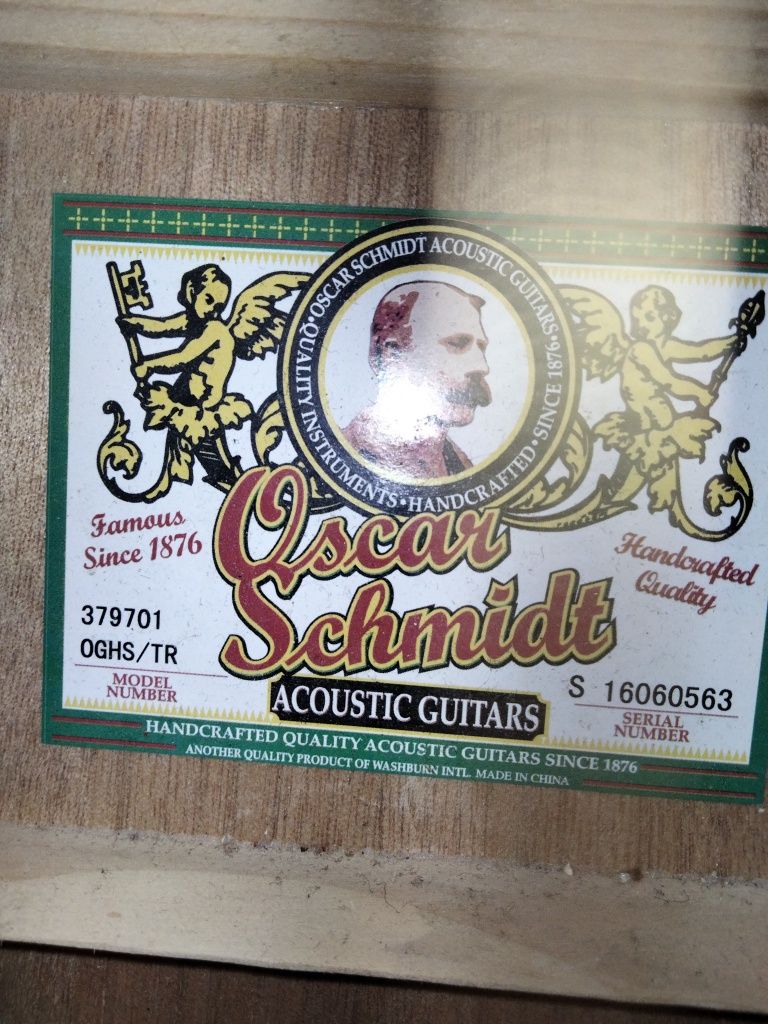 •OSCAR SCHMIDT ACOUSTIC GUITARS•SINCE 1876•
•HANDCRAFTED•
QUALITY INSTRUMENTS
Famous
Since 1876
Oscar
Schmidt
Handcrafted
Quality
379701
OGHS/TR
MODEL
NUMBER
ACOUSTIC GUITARS
S 16060563
SERIAL
NUMBER
HANDCRAFTED QUALITY ACOUSTIC GUITARS SINCE 1876
ANOTHER QUALITY PRODUCT OF WASHBURN INTL. MADE IN CHINA